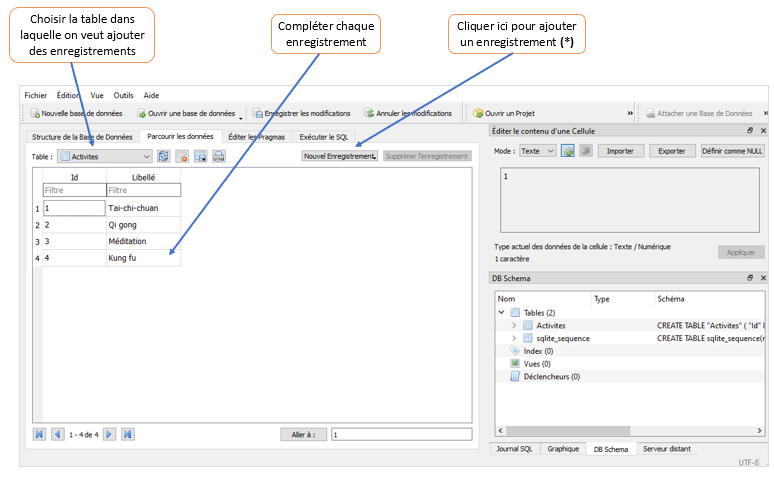 Choisir la table dans
laquelle on veut ajouter
des enregistrements
Compléter chaque
enregistrement
Cliquer ici pour ajouter
un enregistrement (*)
Fichier Édition Vue Outils Aide
Nouvelle base de données Ouvrir une base de données Enregistrer les modifications Annuler les modifications Ouvrir un Projet » Attacher une Base de Données »
Structure de la Base de Données Parcourir les données Éditer les Pragmas Exécuter le SQL
Table : Activites Nouvel Enregistrement Supprimer l'enregistrement
Id Libellé
Filtre Filtre
1 1 Tai-chi-chuan
2 2 Qi gong
3 3 Méditation
4 4 Kung fu
1 - 4 de 4 Aller à : 1
Éditer le contenu d'une Cellule
Mode : Texte Importer Exporter Définir comme NULL
1
Type actuel des données de la cellule : Texte / Numérique
1 caractère
Appliquer
DB Schema
Nom Type Schéma
Tables (2)
Activites CREATE TABLE "Activites" ( "Id" I
sqlite_sequence CREATE TABLE sqlite_sequence(n
Index (0)
Vues (0)
Déclencheurs (0)
Journal SQL Graphique DB Schema Serveur distant
UTF-8